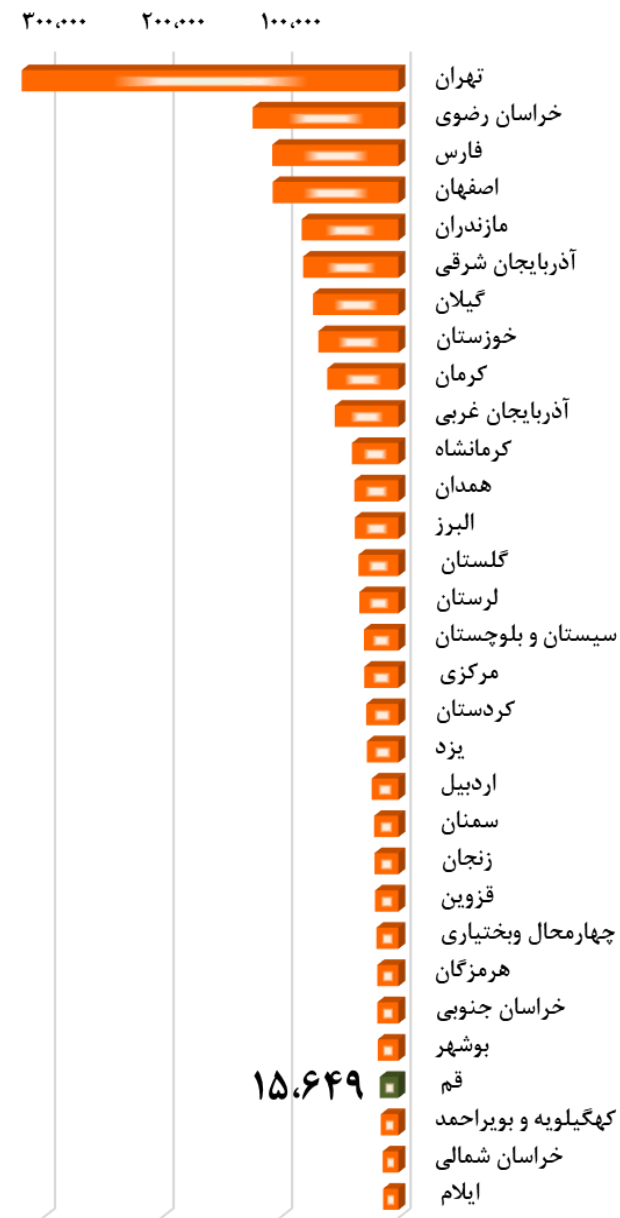 ۳۰۰،۰۰۰ ۲۰۰،۰۰۰ ۱۰۰،۰۰۰
تهران
خراسان رضوی
فارس
اصفهان
مازندران
آذربایجان شرقی
گیلان
خوزستان
کرمان
آذربایجان غربی
کرمانشاه
همدان
البرز
گلستان
لرستان
سیستان و بلوچستان
مرکزی
کردستان
یزد
اردبیل
سمنان
زنجان
قزوین
چهارمحال وبختیاری
هرمزگان
خراسان جنوبی
بوشهر
قم ۱۵،۶۴۹
کهگیلویه و بویراحمد
خراسان شمالی
ایلام